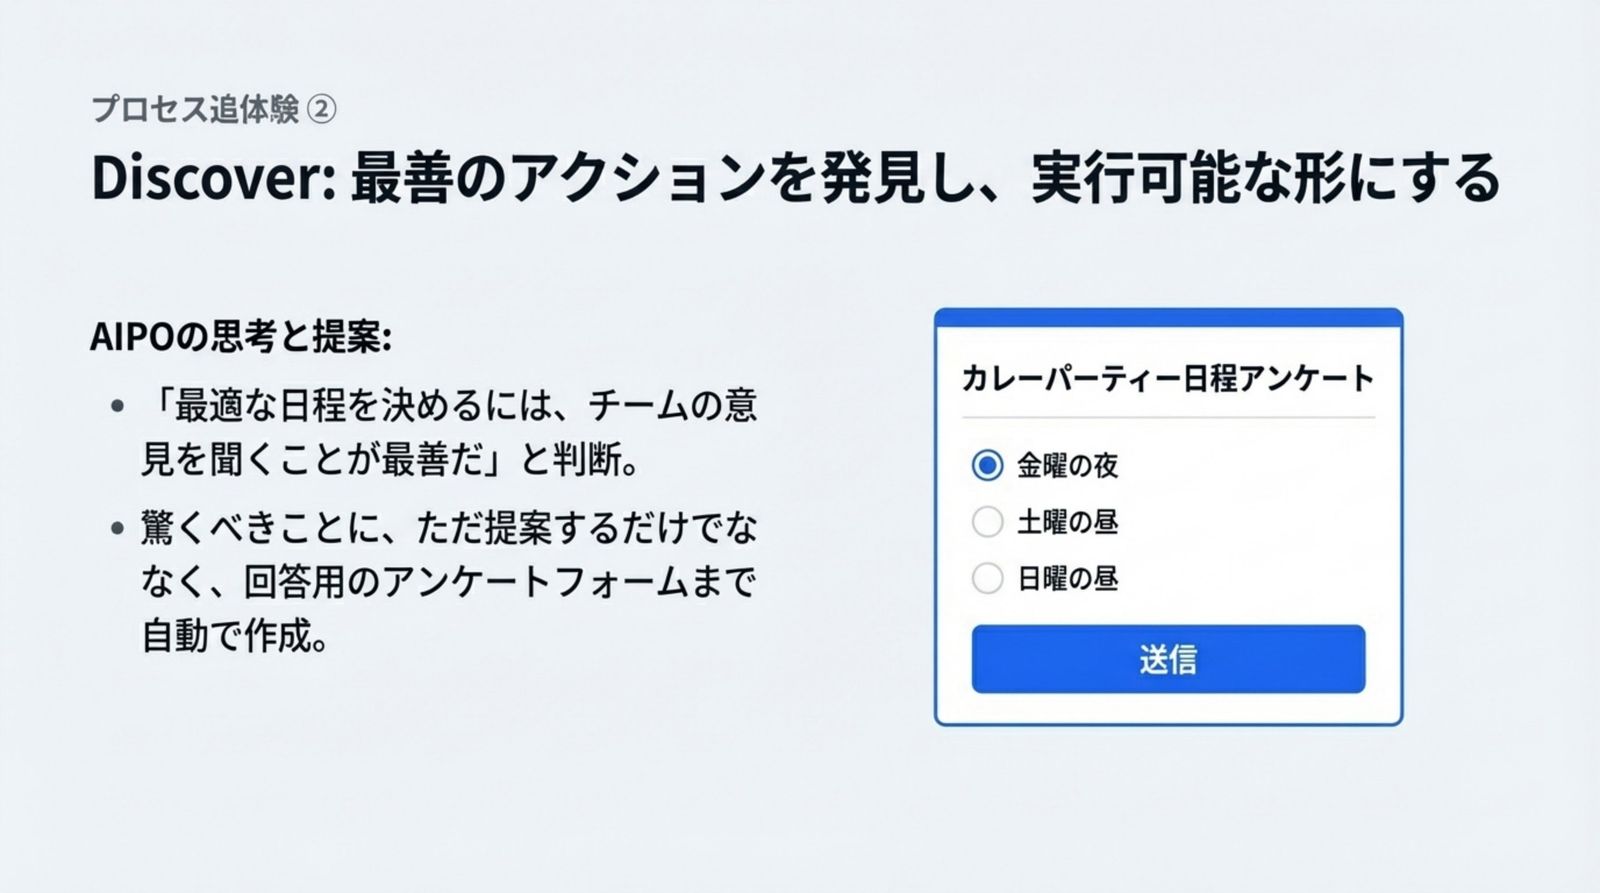 プロセス追体験 ②
Discover: 最善のアクションを発見し、実行可能な形にする
AIPOの思考と提案:
• 「最適な日程を決めるには、チームの意
見を聞くことが最善だ」と判断。
• 驚くべきことに、ただ提案するだけでな
なく、回答用のアンケートフォームまで
自動で作成。
カレーパーティー日程アンケート
金曜の夜
土曜の昼
日曜の昼
送信